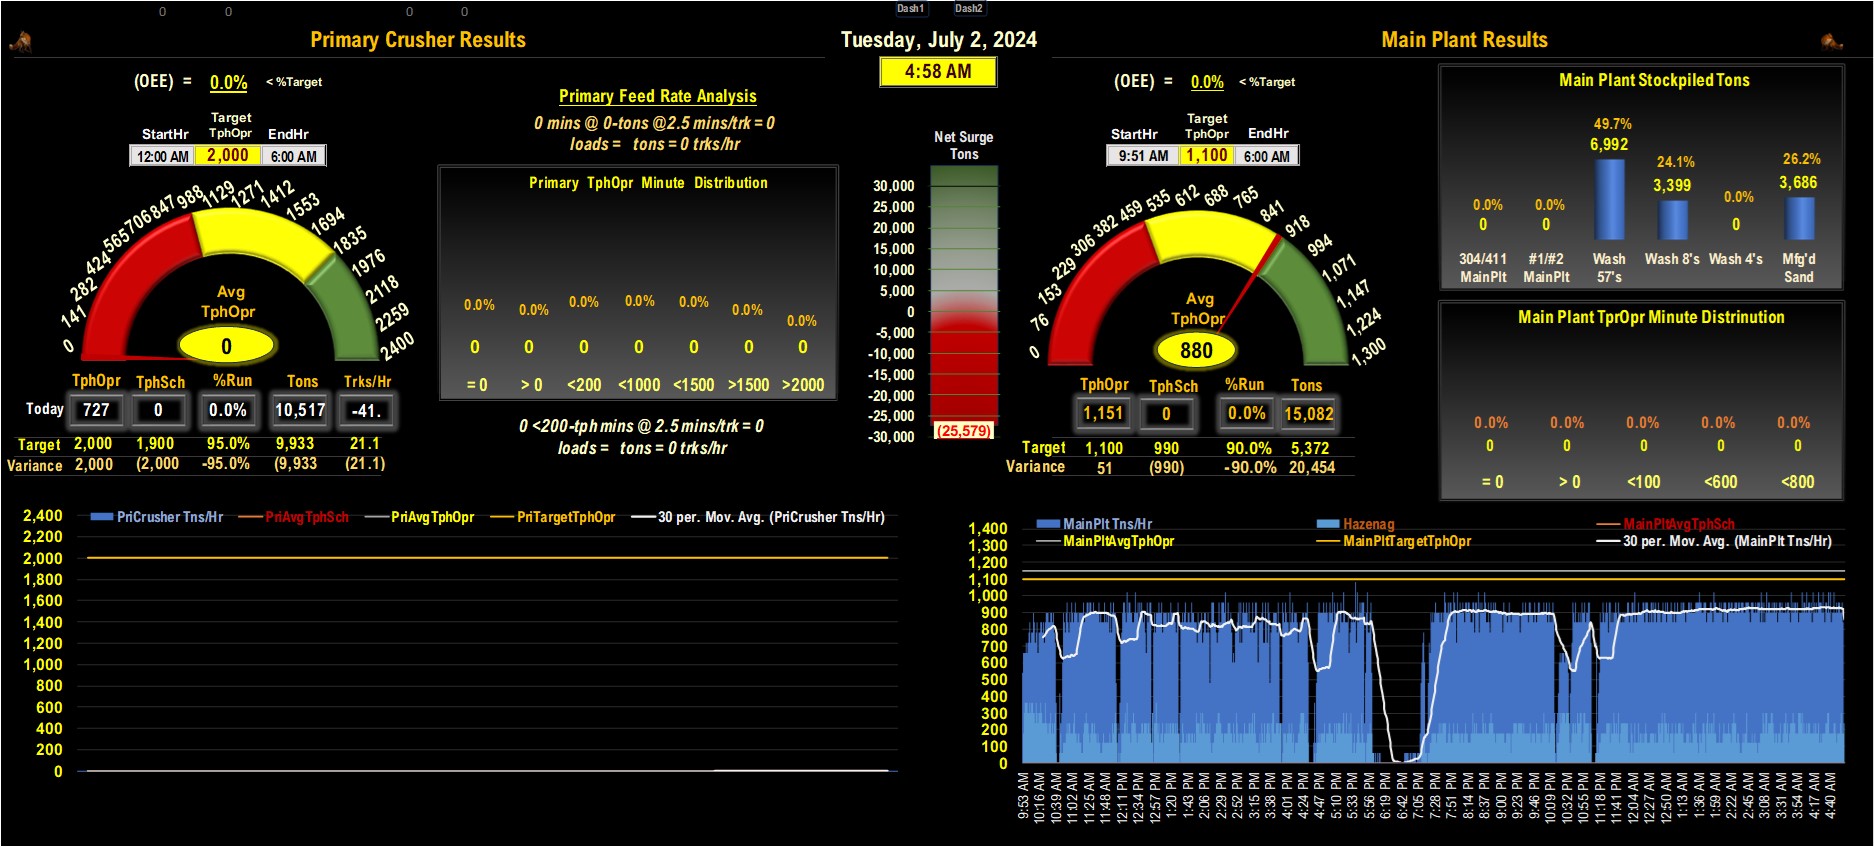 0 0 0 0 Dash1 Dash2
Primary Crusher Results
Tuesday, July 2, 2024
Main Plant Results
4:58 AM
(OEE) = 0.0% < %Target
StartHr Target TphOpr EndHr
12:00 AM 2,000 6:00 AM
Primary Feed Rate Analysis
0 mins @ 0-tons @2.5 mins/trk = 0
loads = tons = 0 trks/hr
0 141 282 424 565 706 847 988 1129 1271 1412 1553 1694 1835 1976 2118 2259 2400
Avg
TphOpr
0
Primary TphOpr Minute Distribution
0.0% 0.0% 0.0% 0.0% 0.0% 0.0% 0.0%
0 0 0 0 0 0 0
= 0 > 0 <200 <1000 <1500 >1500 >2000
TphOpr TphSch %Run Tons Trks/Hr
Today 727 0 0.0% 10,517 -41.
Target 2,000 1,900 95.0% 9,933 21.1
Variance 2,000 (2,000 -95.0% (9,933 (21.1)
0 <200-tph mins @ 2.5 mins/trk = 0
loads = tons = 0 trks/hr
Net Surge
Tons
30,000
25,000
20,000
15,000
10,000
5,000
0
-5,000
-10,000
-15,000
-20,000
-25,000
-30,000
(25,579)
(OEE) = 0.0% < %Target
StartHr Target TphOpr EndHr
9:51 AM 1,100 6:00 AM
0 76 153 229 306 382 459 535 612 688 765 841 918 994 1,071 1,147 1,224 1,300
Avg
TphOpr
880
TphOpr TphSch %Run Tons
1,151 0 0.0% 15,082
Target 1,100 990 90.0% 5,372
Variance 51 (990) -90.0% 20,454
Main Plant Stockpiled Tons
0.0% 0.0% 49.7% 24.1% 0.0% 26.2%
0 0 6,992 3,399 0 3,686
304/411 #1/#2 Wash Wash 8's Wash 4's Mfg'd
MainPlt MainPlt 57's Sand
Main Plant TprOpr Minute Distrinution
0.0% 0.0% 0.0% 0.0% 0.0%
0 0 0 0 0
= 0 > 0 <100 <600 <800
PriCrusher Tns/Hr PriAvgTphSch PriAvgTphOpr PriTargetTphOpr 30 per. Mov. Avg. (PriCrusher Tns/Hr)
2,400
2,200
2,000
1,800
1,600
1,400
1,200
1,000
800
600
400
200
0
MainPlt Tns/Hr Hazenag MainPltAvgTphSch
MainPltAvgTphOpr MainPltTargetTphOpr 30 per. Mov. Avg. (MainPlt Tns/Hr)
1,400
1,300
1,200
1,100
1,000
900
800
700
600
500
400
300
200
100
0
9:53 AM 10:16 AM 10:39 AM 11:02 AM 11:25 AM 11:48 AM 12:11 PM 12:34 PM 12:57 PM 1:20 PM 1:43 PM 2:06 PM 2:29 PM 2:52 PM 3:15 PM 3:38 PM 4:01 PM 4:24 PM 4:47 PM 5:10 PM 5:33 PM 5:56 PM 6:19 PM 6:42 PM 7:05 PM 7:28 PM 7:51 PM 8:14 PM 8:37 PM 9:00 PM 9:23 PM 9:46 PM 10:09 PM 10:32 PM 10:55 PM 11:18 PM 11:41 PM 12:04 AM 12:27 AM 12:50 AM 1:13 AM 1:36 AM 1:59 AM 2:22 AM 2:45 AM 3:08 AM 3:31 AM 3:54 AM 4:17 AM 4:40 AM